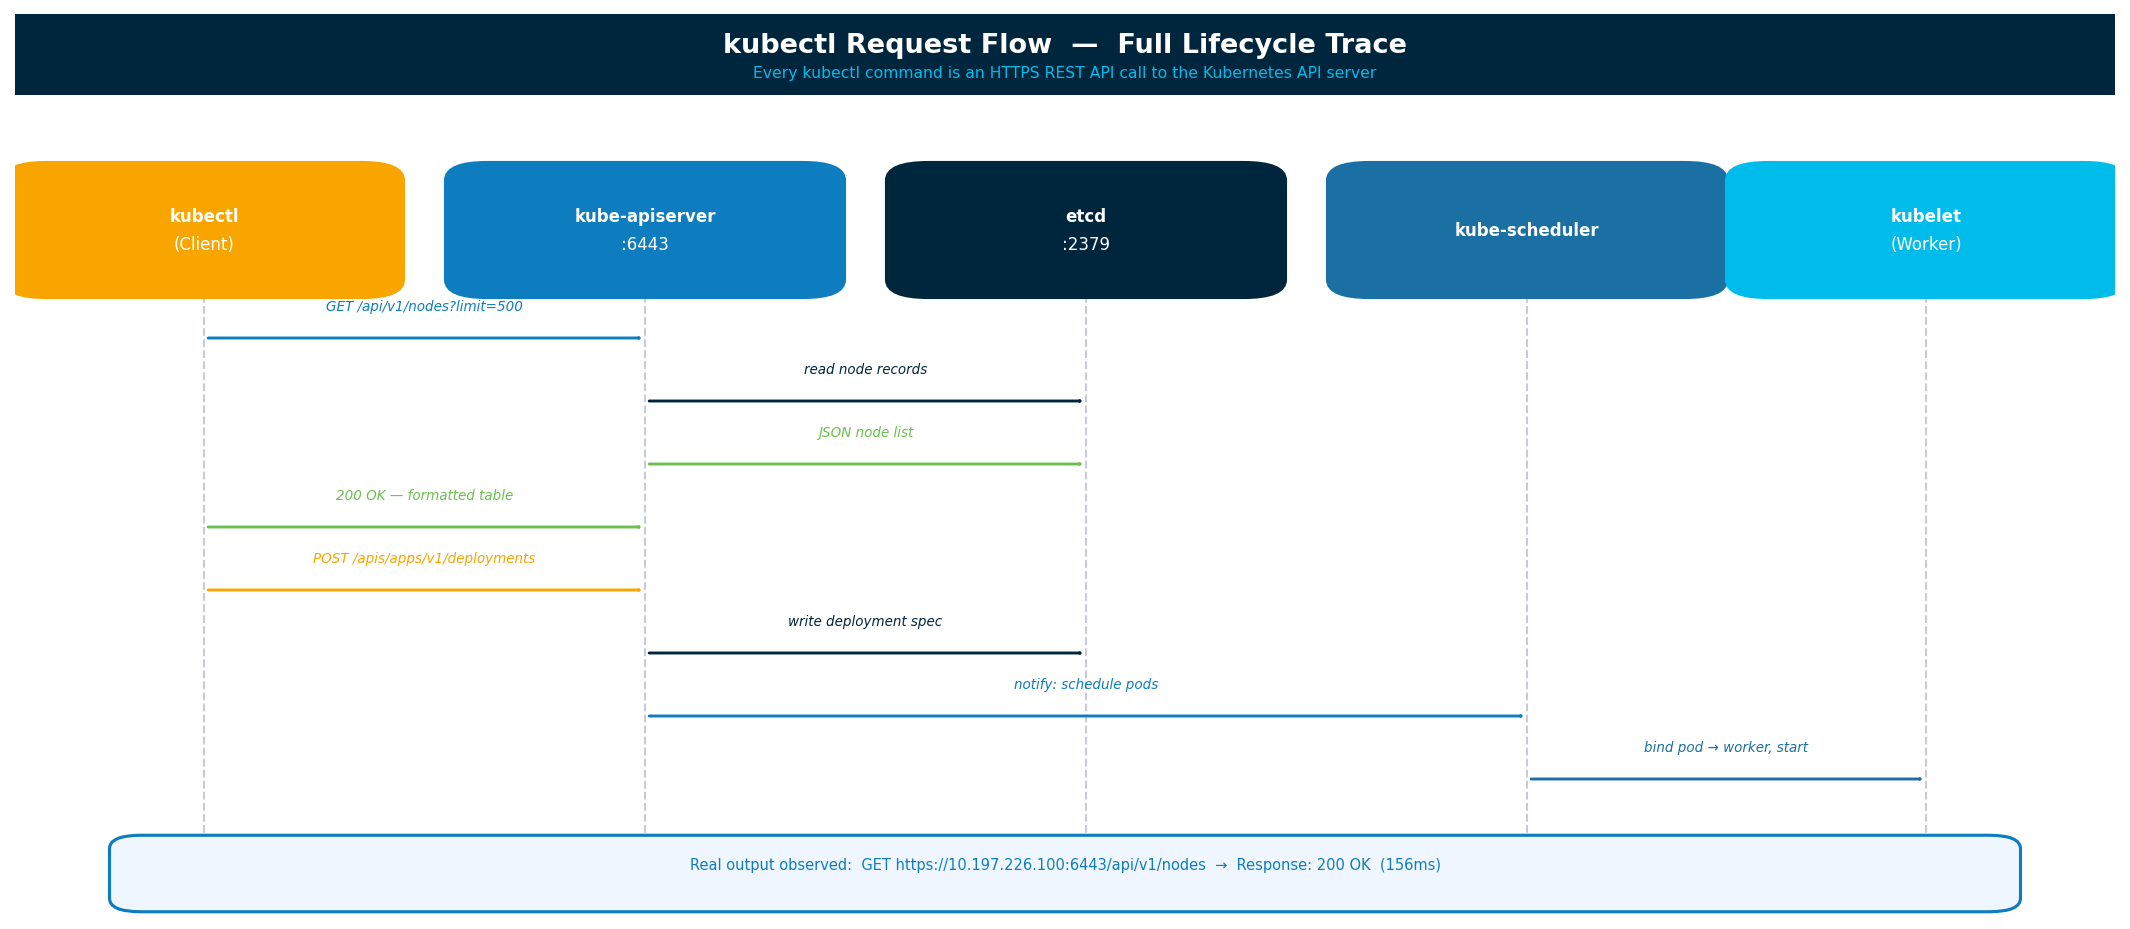 kubectl Request Flow — Full Lifecycle Trace
Every kubectl command is an HTTPS REST API call to the Kubernetes API server
kubectl
(Client)
kube-apiserver
:6443
etcd
:2379
kube-scheduler
kubelet
(Worker)
GET /api/v1/nodes?limit=500
read node records
JSON node list
200 OK — formatted table
POST /apis/apps/v1/deployments
write deployment spec
notify: schedule pods
bind pod → worker, start
Real output observed: GET https://10.197.226.100:6443/api/v1/nodes → Response: 200 OK (156ms)